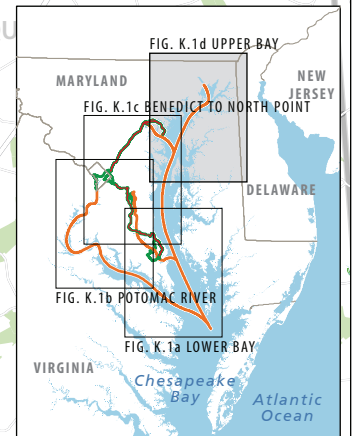 FIG. K.1d UPPER BAY
MARYLAND
NEW
JERSEY
FIG. K.1c BENEDICT TO NORTH POINT
DELAWARE
FIG. K.1b POTOMAC RIVER
FIG. K.1a LOWER BAY
VIRGINIA
Chesapeake
Bay
Atlantic
Ocean